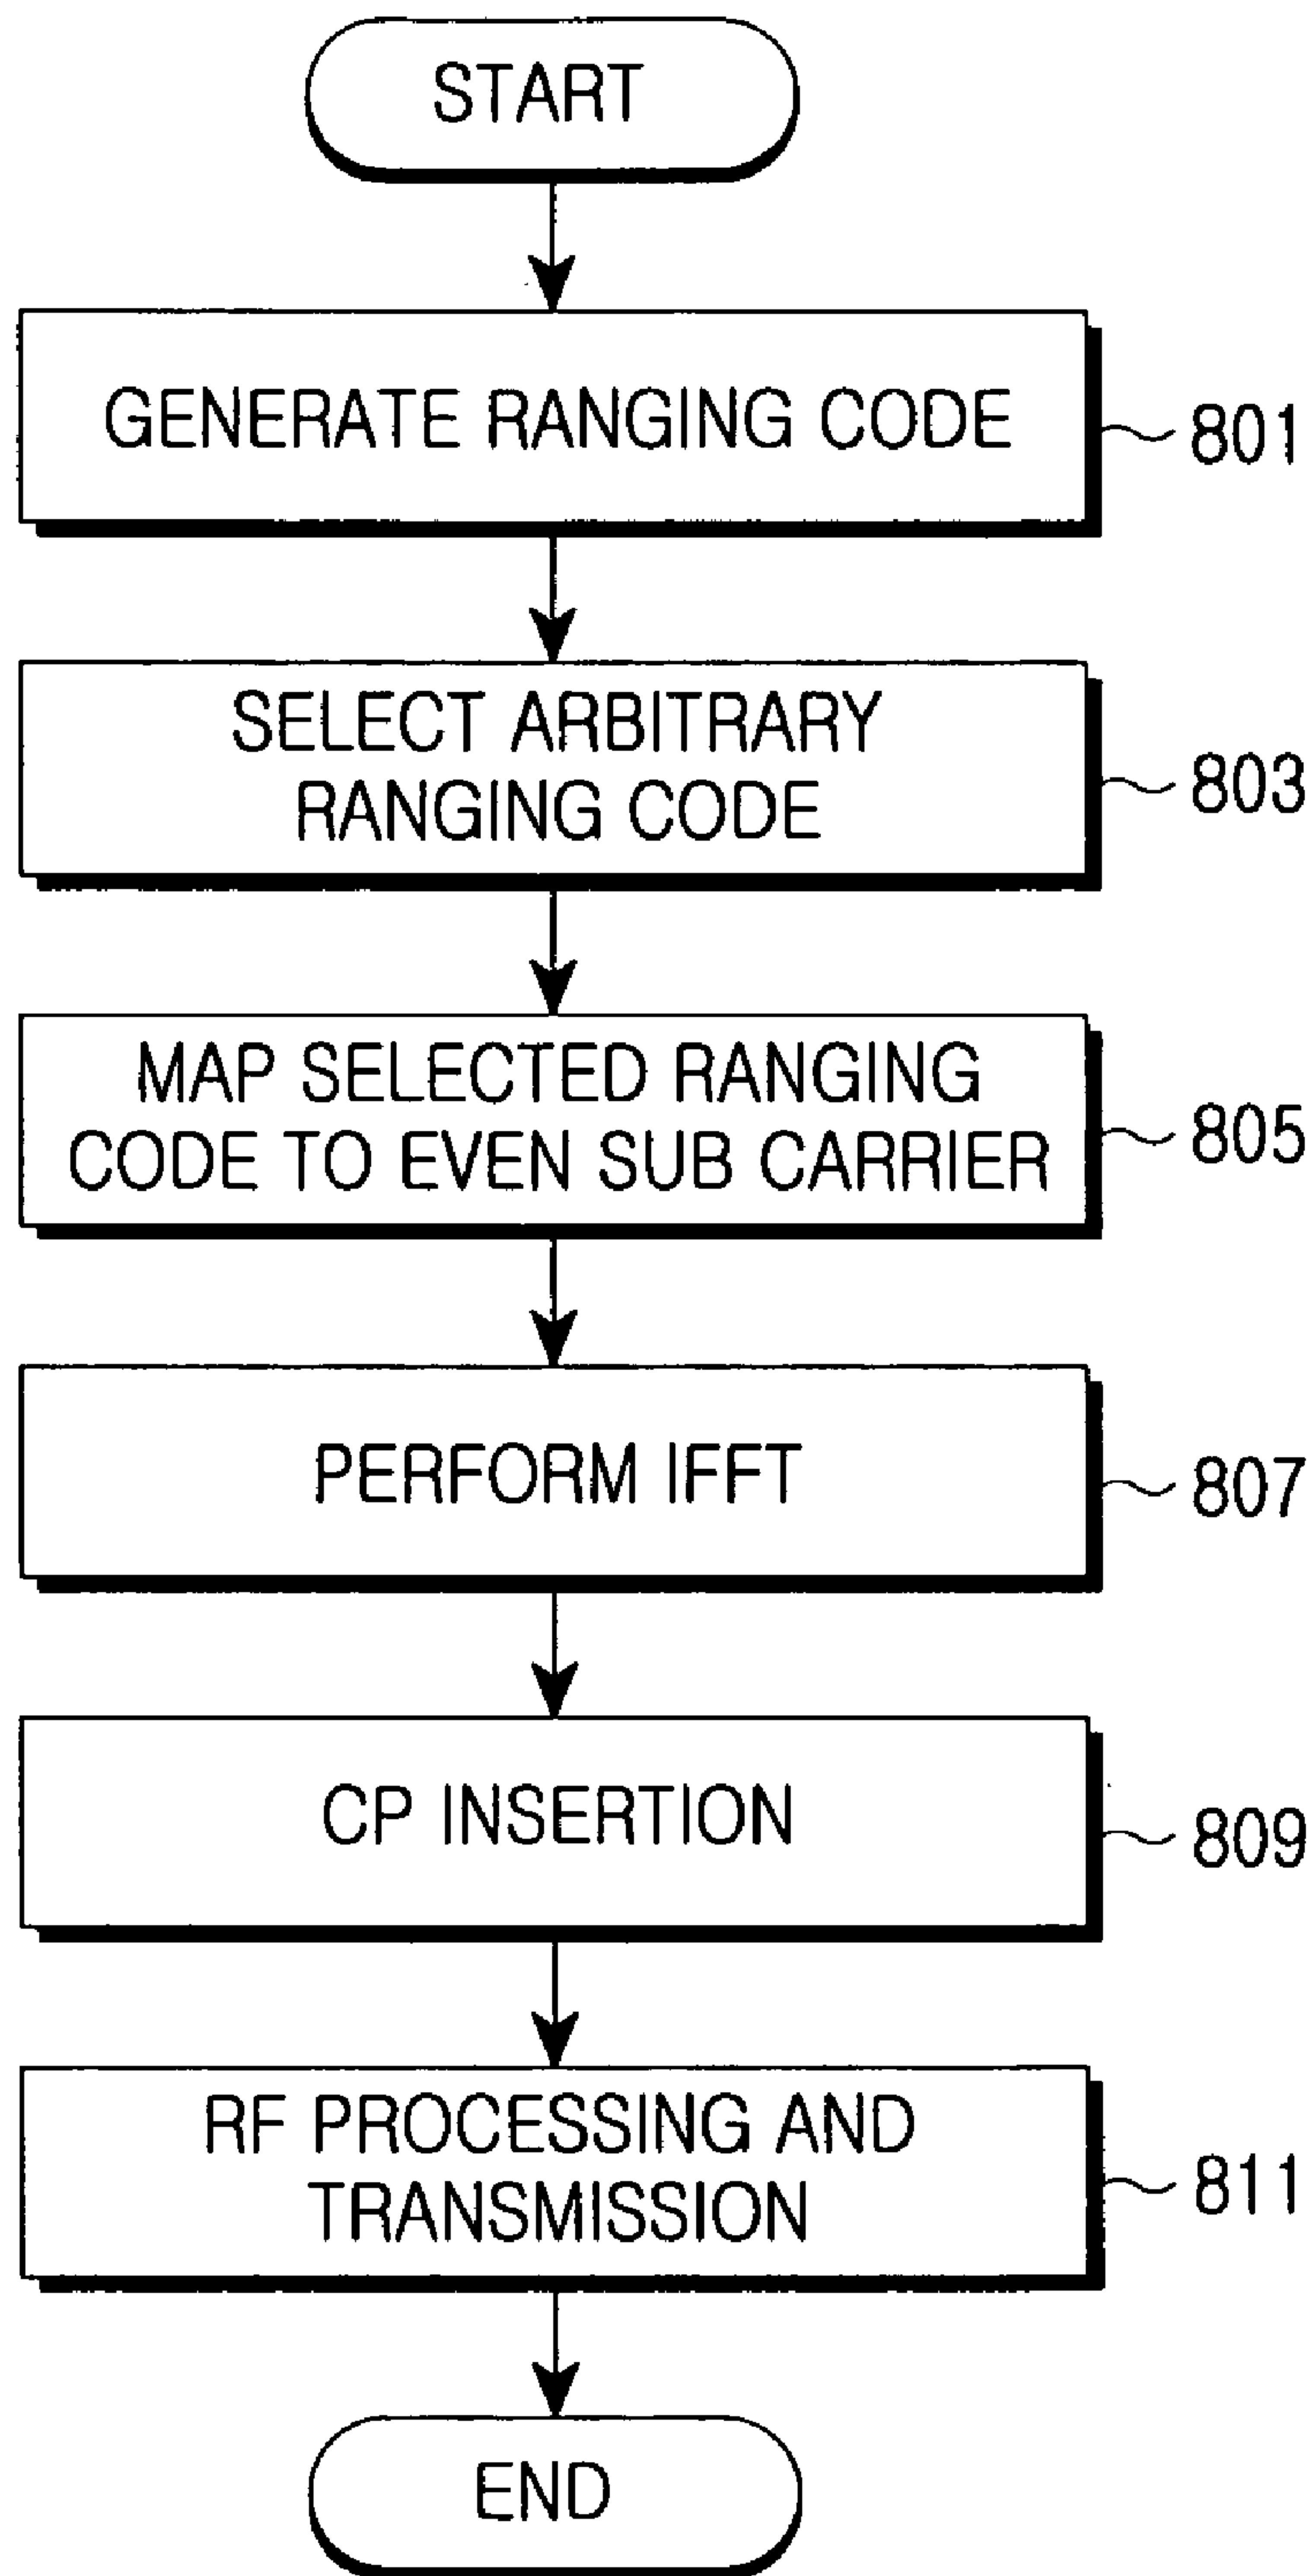 START
GENERATE RANGING CODE
801
SELECT ARBITRARY
RANGING CODE
803
MAP SELECTED RANGING
CODE TO EVEN SUB CARRIER
805
PERFORM IFFT
807
CP INSERTION
809
RF PROCESSING AND
TRANSMISSION
811
END